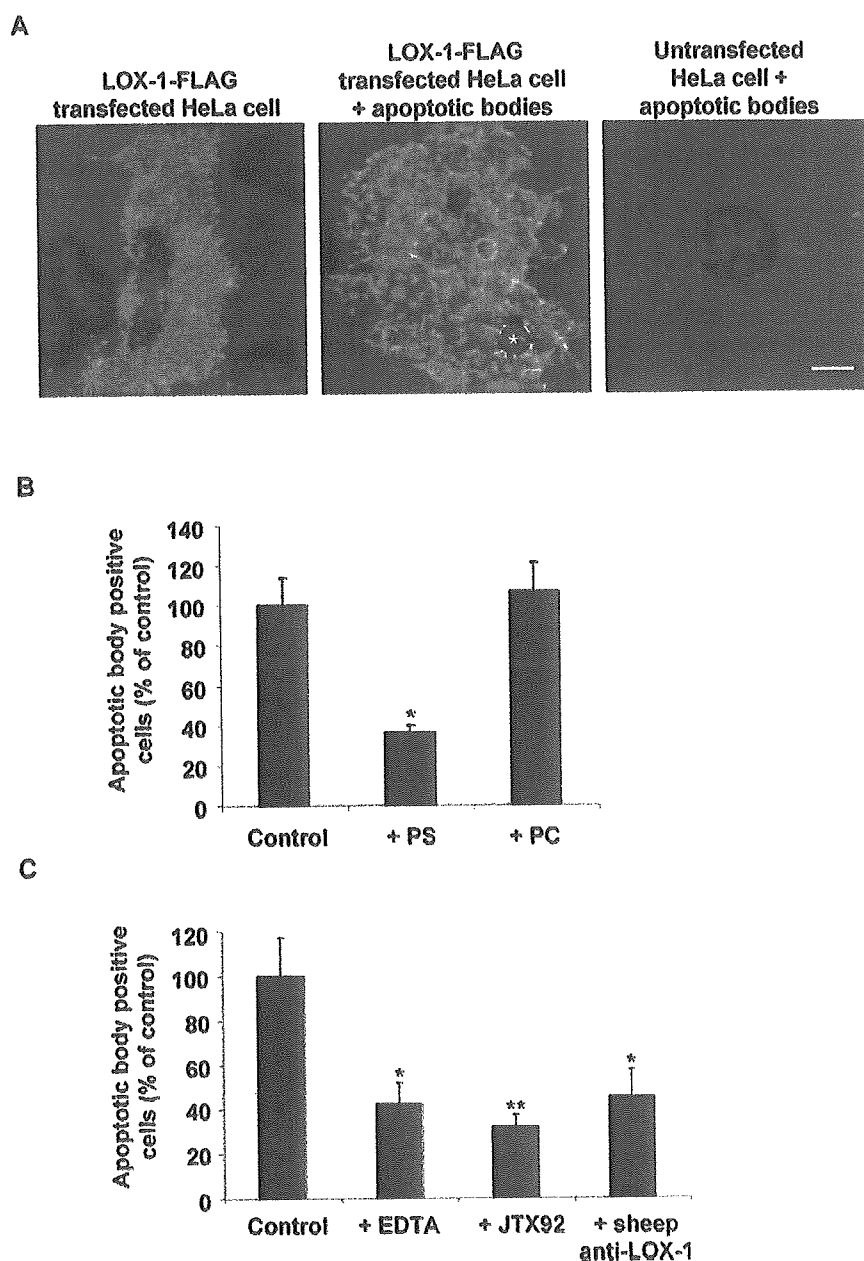 A
LOX-1-FLAG
transfected HeLa cell
LOX-1-FLAG
transfected HeLa cell
+ apoptotic bodies
Untransfected
HeLa cell +
apoptotic bodies
*
B
Apoptotic body positive
cells (% of control)
140
120
100
80
60
40
20
0
*
Control
+ PS
+ PC
C
Apoptotic body positive
cells (% of control)
120
100
80
60
40
20
0
*
**
*
Control
+ EDTA
+ JTX92
+ sheep
anti-LOX-1